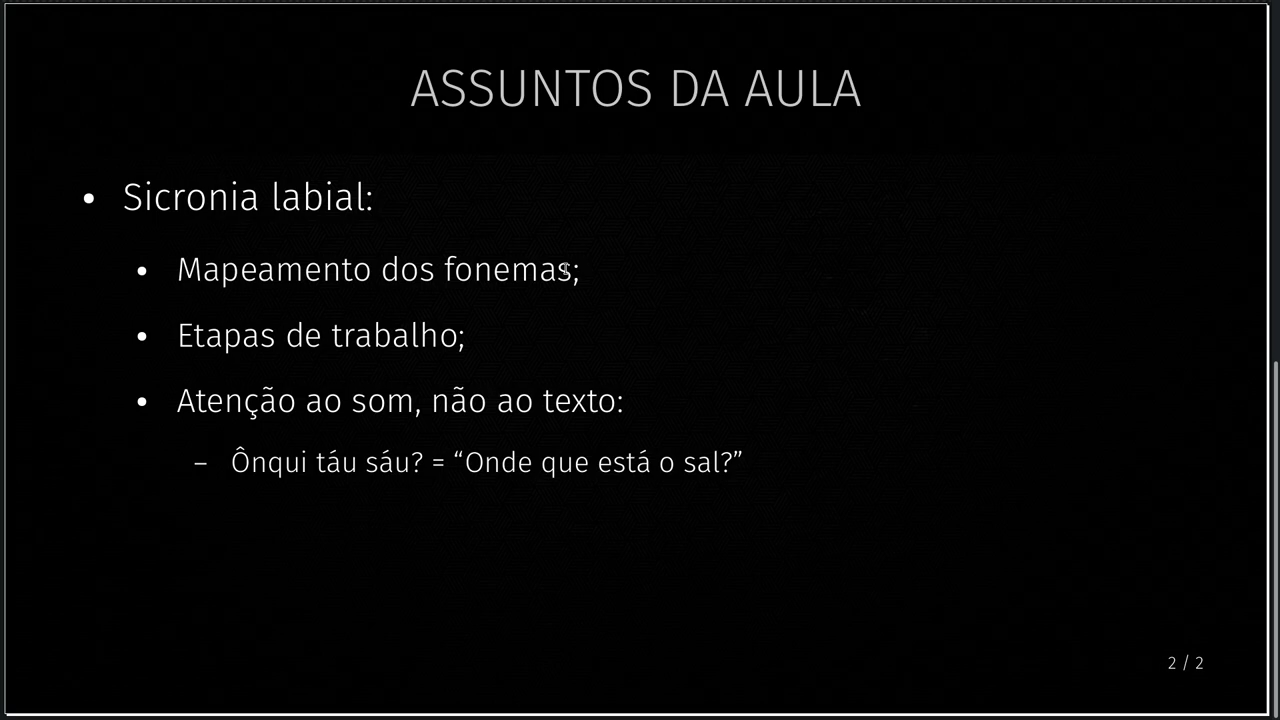 ASSUNTOS DA AULA
• Sicronia labial:
• Mapeamento dos fonemas;
• Etapas de trabalho;
• Atenção ao som, não ao texto:
– Ônqui táu sáu? = “Onde que está o sal?”
2 / 2